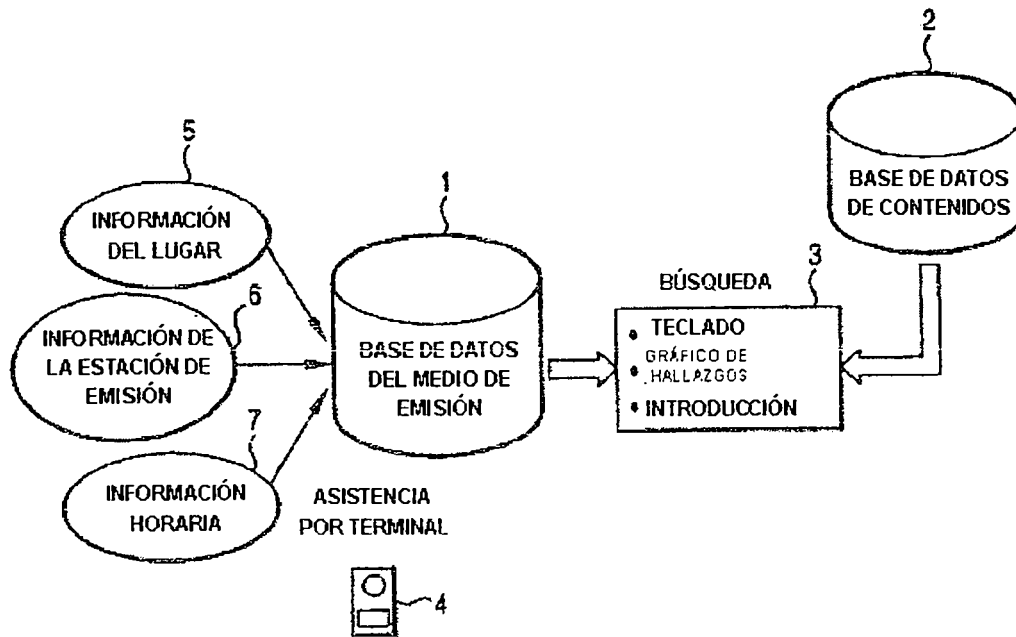 2
5
1
BASE DE DATOS
DE CONTENIDOS
INFORMACIÓN
DEL LUGAR
3
BÚSQUEDA
6
TECLADO
GRÁFICO DE
HALLAZGOS
INTRODUCCIÓN
INFORMACIÓN DE
LA ESTACIÓN DE
EMISIÓN
BASE DE DATOS
DEL MEDIO DE
EMISIÓN
7
INFORMACIÓN
HORARIA
ASISTENCIA
POR TERMINAL
4